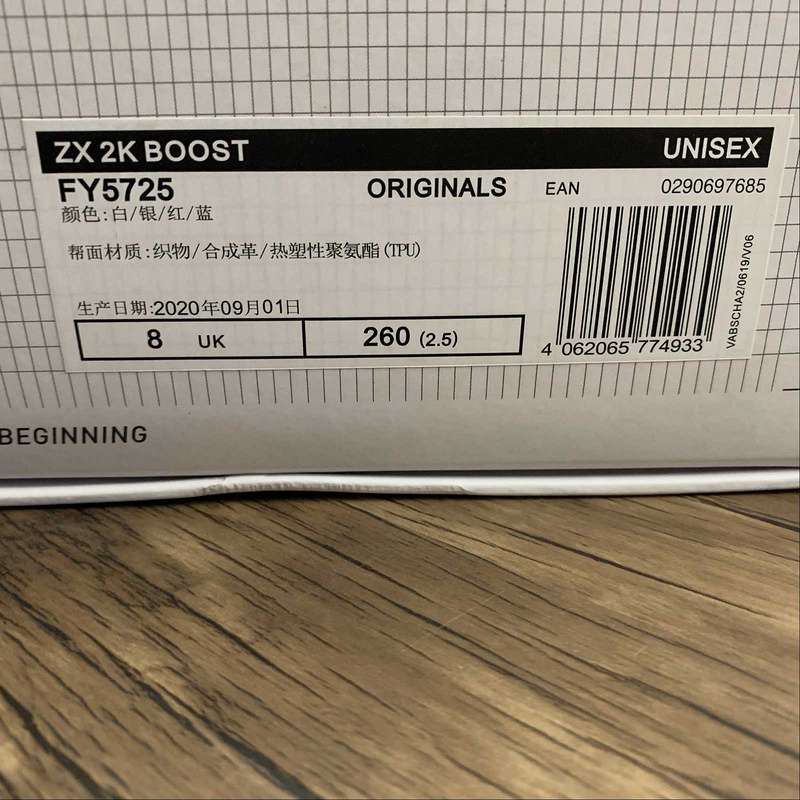 ZX 2K BOOST UNISEX
FY5725 ORIGINALS EAN 0290697685
颜色:白/银/红/蓝
帮面材质:织物/合成革/热塑性聚氨酯(TPU)
生产日期:2020年09月01日
8 UK 260 (2.5)
4 062065 774933
VABSCHA2/0619/V06
BEGINNING